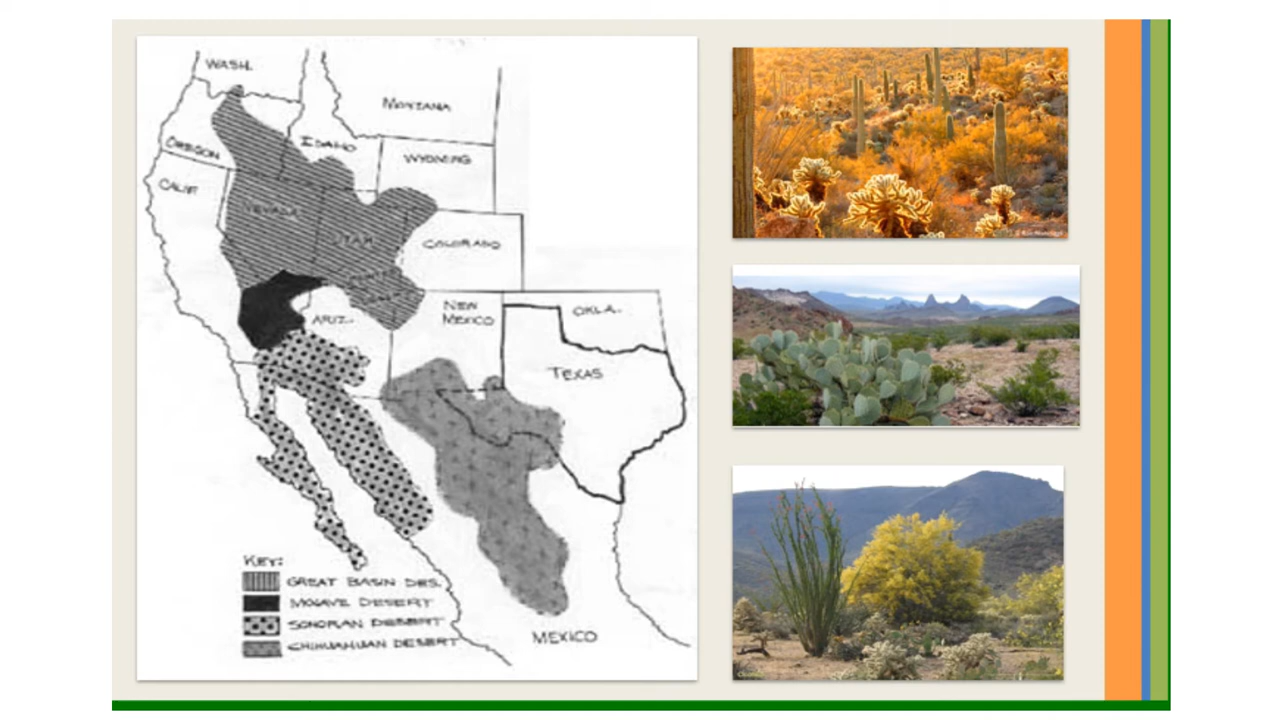 WASH.
MONTANA
OREGON
IDAHO
WYOMING
CALIF
NEVADA
UTAH
COLORADO
ARIZ.
NEW
MEXICO
OKLA.
TEXAS
KEY:
GREAT BASIN DES.
MOJAVE DESERT
SONORAN DESERT
CHIHUAHUAN DESERT
MEXICO